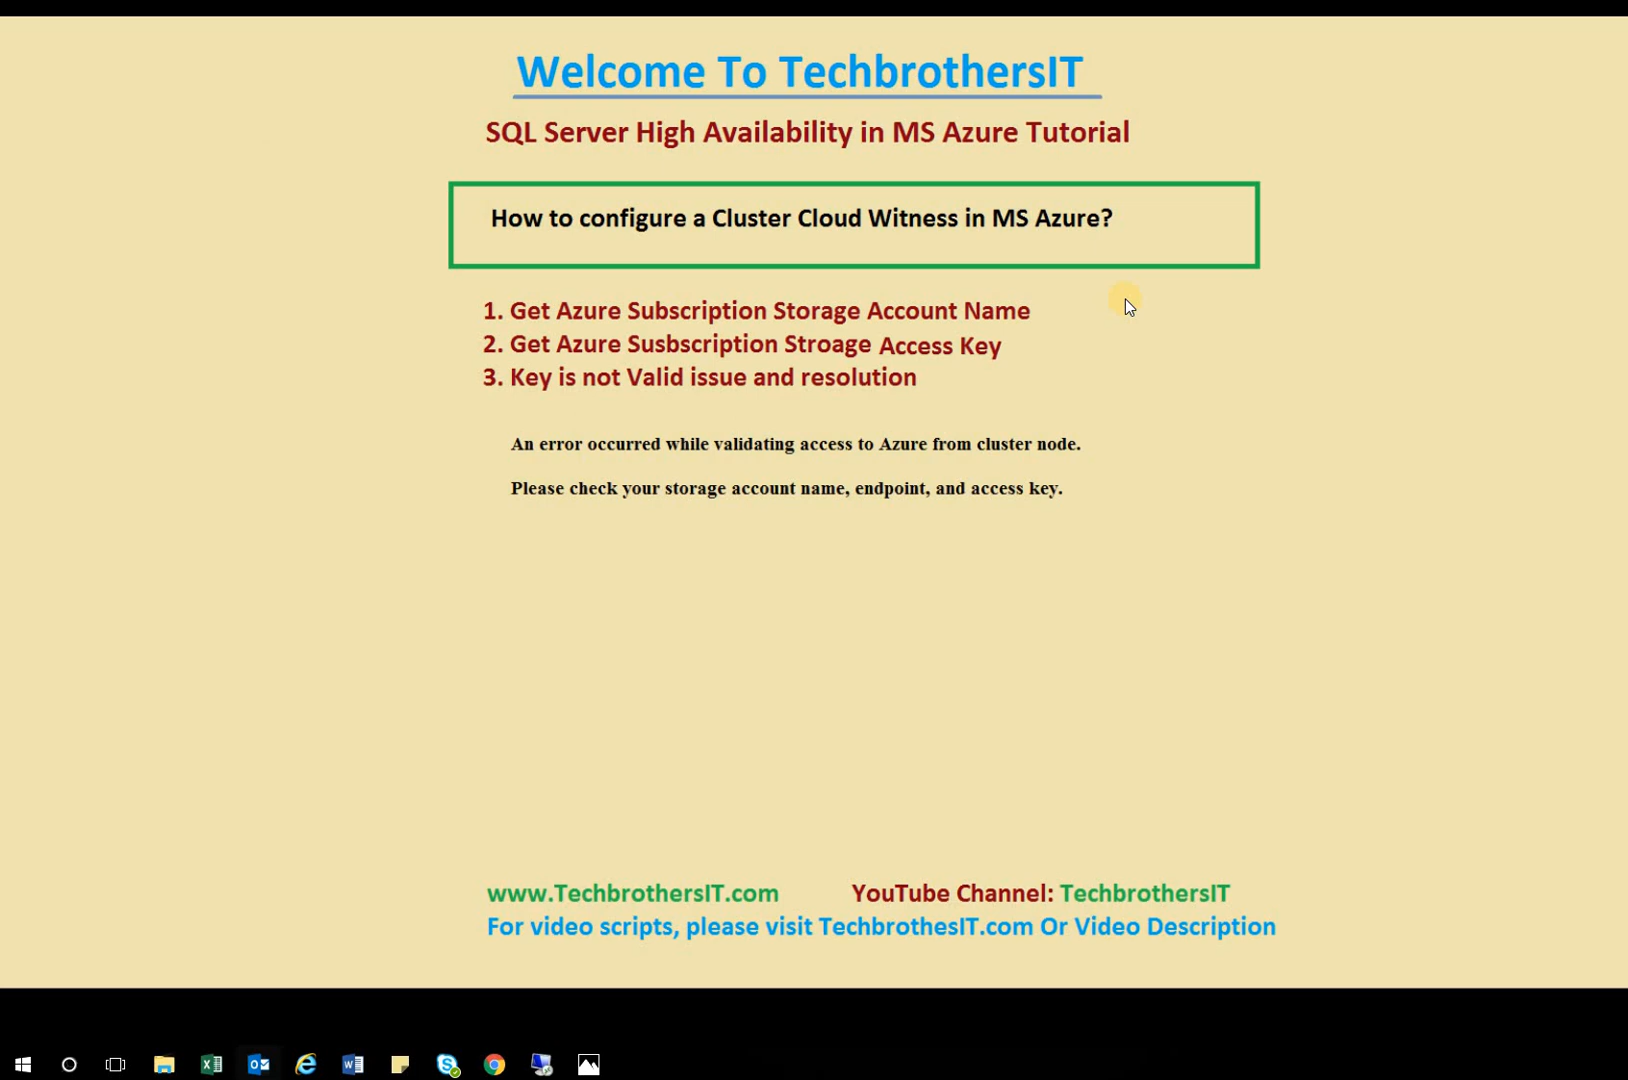 Welcome To TechbrothersIT
SQL Server High Availability in MS Azure Tutorial
How to configure a Cluster Cloud Witness in MS Azure?
1. Get Azure Subscription Storage Account Name
2. Get Azure Susbscription Stroage Access Key
3. Key is not Valid issue and resolution
An error occurred while validating access to Azure from cluster node.
Please check your storage account name, endpoint, and access key.
www.TechbrothersIT.com YouTube Channel: TechbrothersIT
For video scripts, please visit TechbrothesIT.com Or Video Description